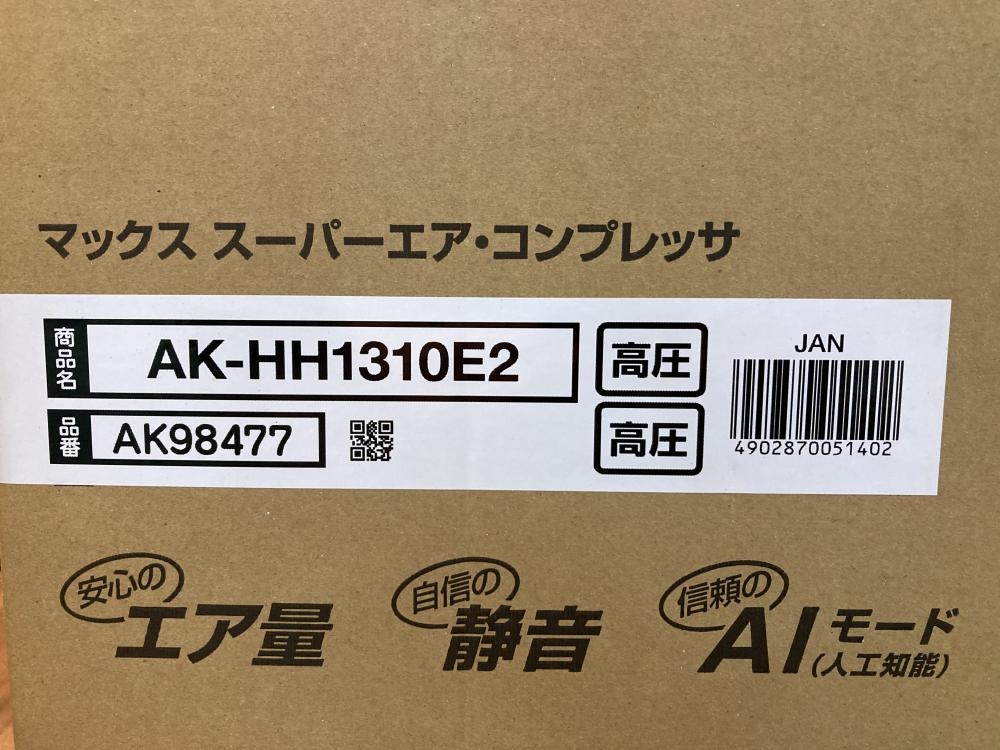 マックス スーパーエア・コンプレッサ
商品名
AK-HH1310E2
高圧
JAN
品番
AK98477
高圧
4902870051402
安心の
エア量
自信の
静音
信頼の
AIモード
(人工知能)